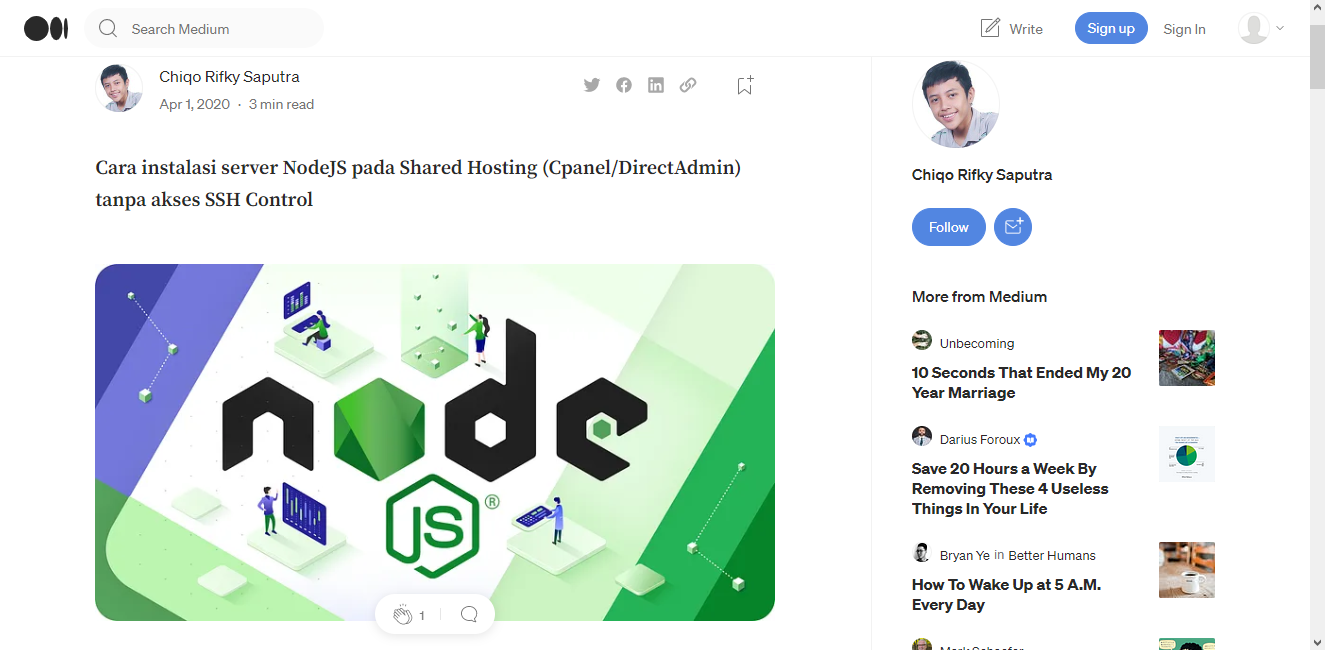 Search Medium
Write
Sign up
Sign In
Chiqo Rifky Saputra
Apr 1, 2020 · 3 min read
Cara instalasi server NodeJS pada Shared Hosting (Cpanel/DirectAdmin)
tanpa akses SSH Control
node
JS ®
1
Chiqo Rifky Saputra
Follow
More from Medium
Unbecoming
10 Seconds That Ended My 20
Year Marriage
Darius Foroux
Save 20 Hours a Week By
Removing These 4 Useless
Things In Your Life
Bryan Ye in Better Humans
How To Wake Up at 5 A.M.
Every Day